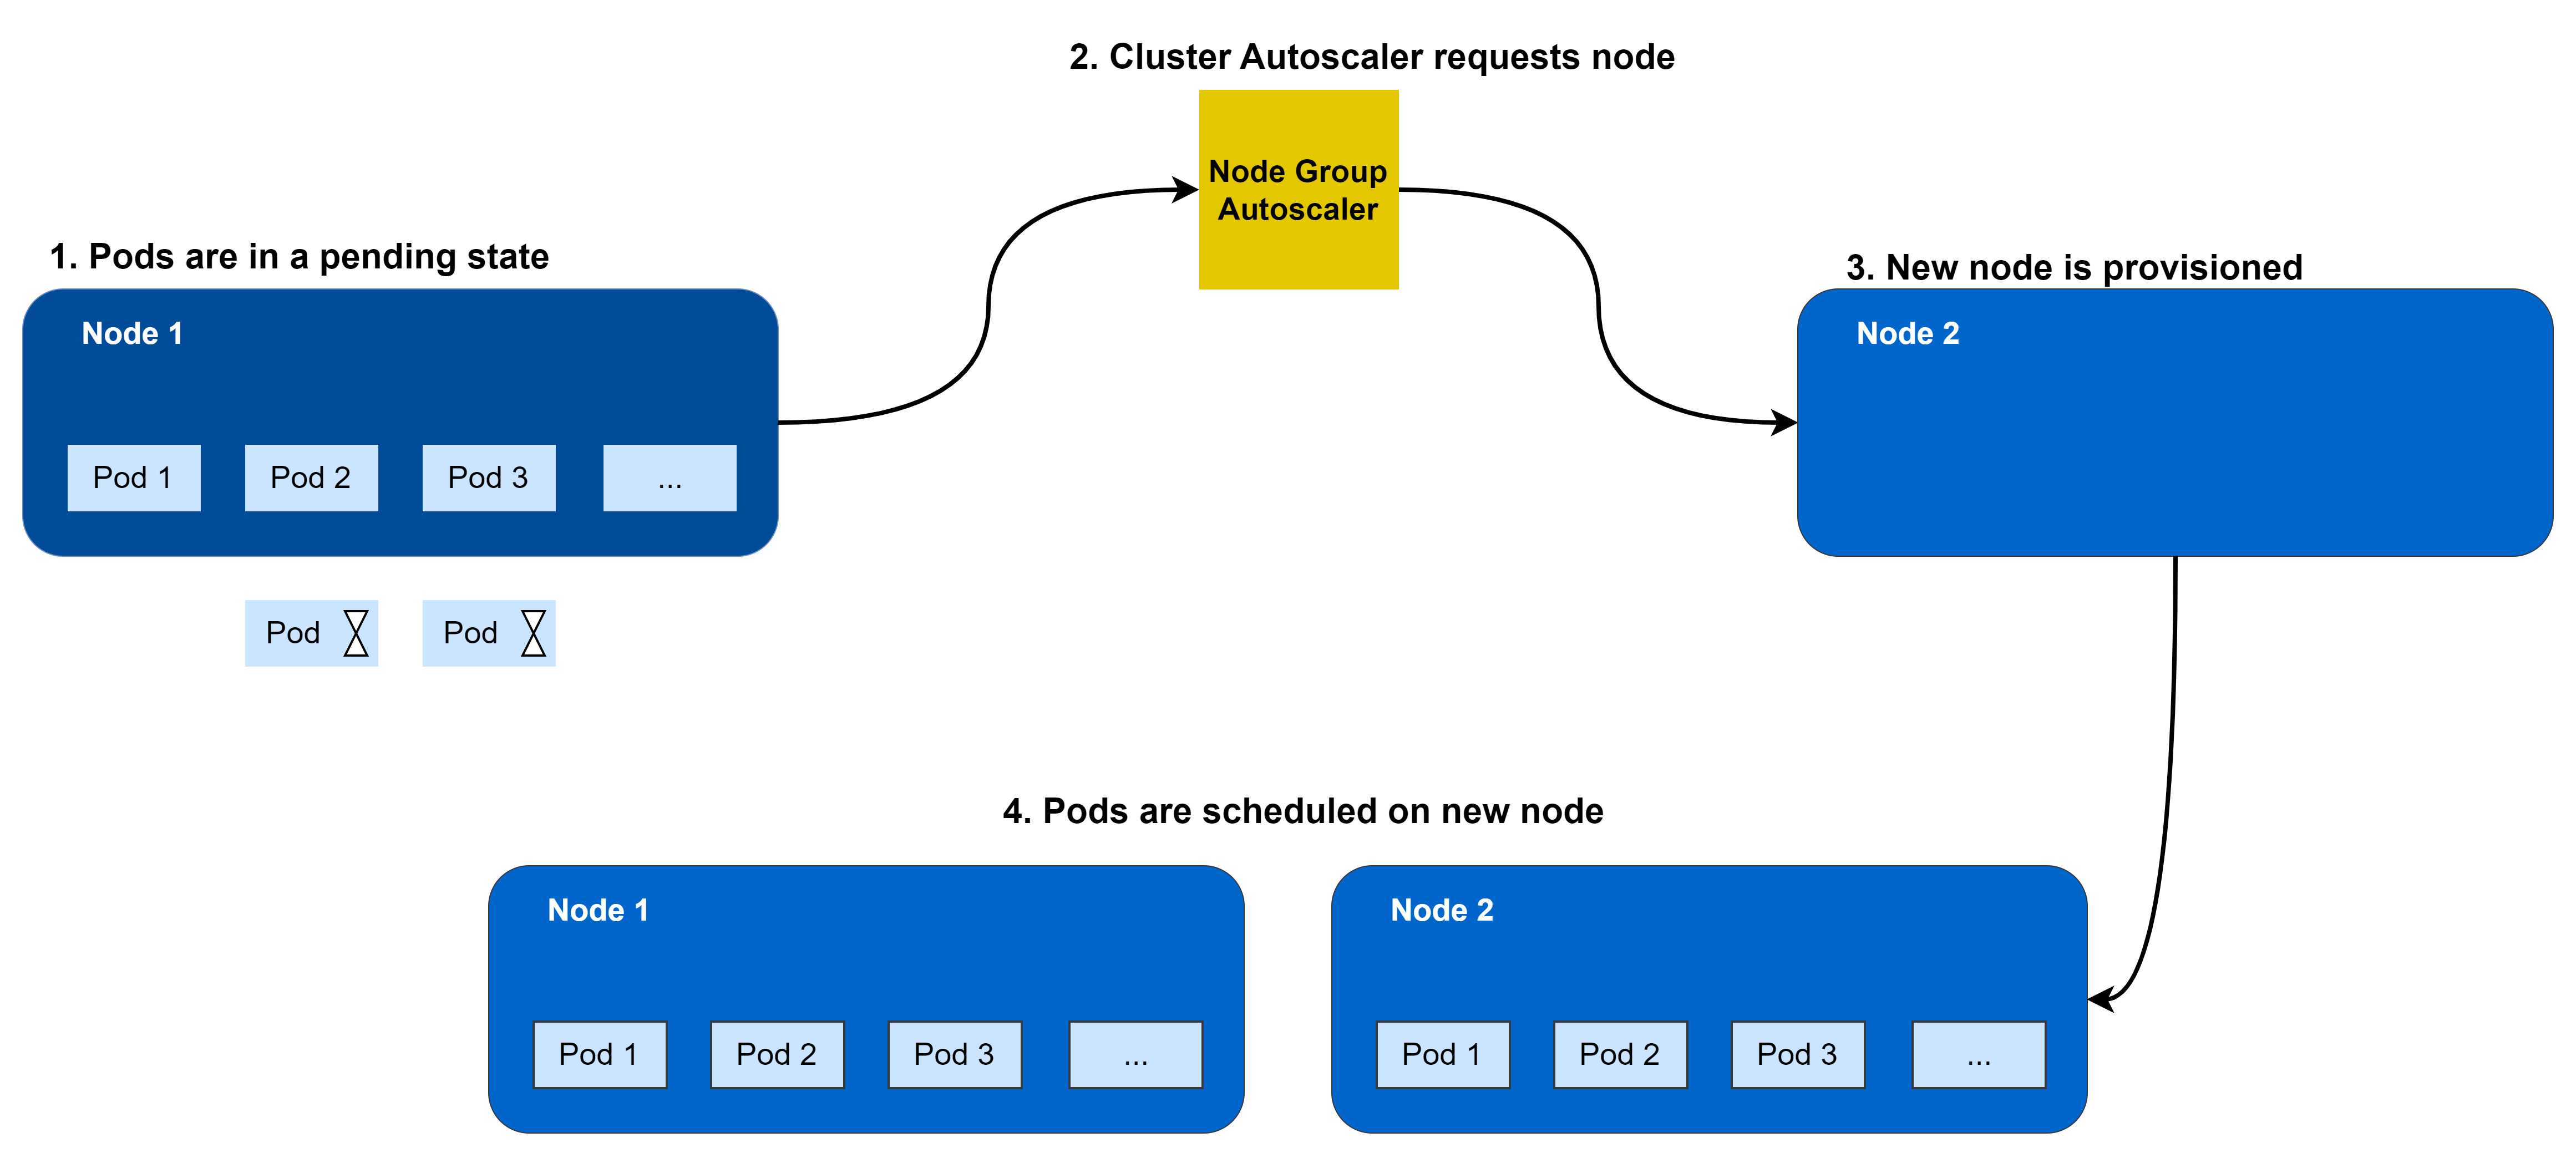 2. Cluster Autoscaler requests node
Node Group
Autoscaler
1. Pods are in a pending state
Node 1
Pod 1
Pod 2
Pod 3
...
Pod
Pod
3. New node is provisioned
Node 2
4. Pods are scheduled on new node
Node 1
Pod 1
Pod 2
Pod 3
...
Node 2
Pod 1
Pod 2
Pod 3
...